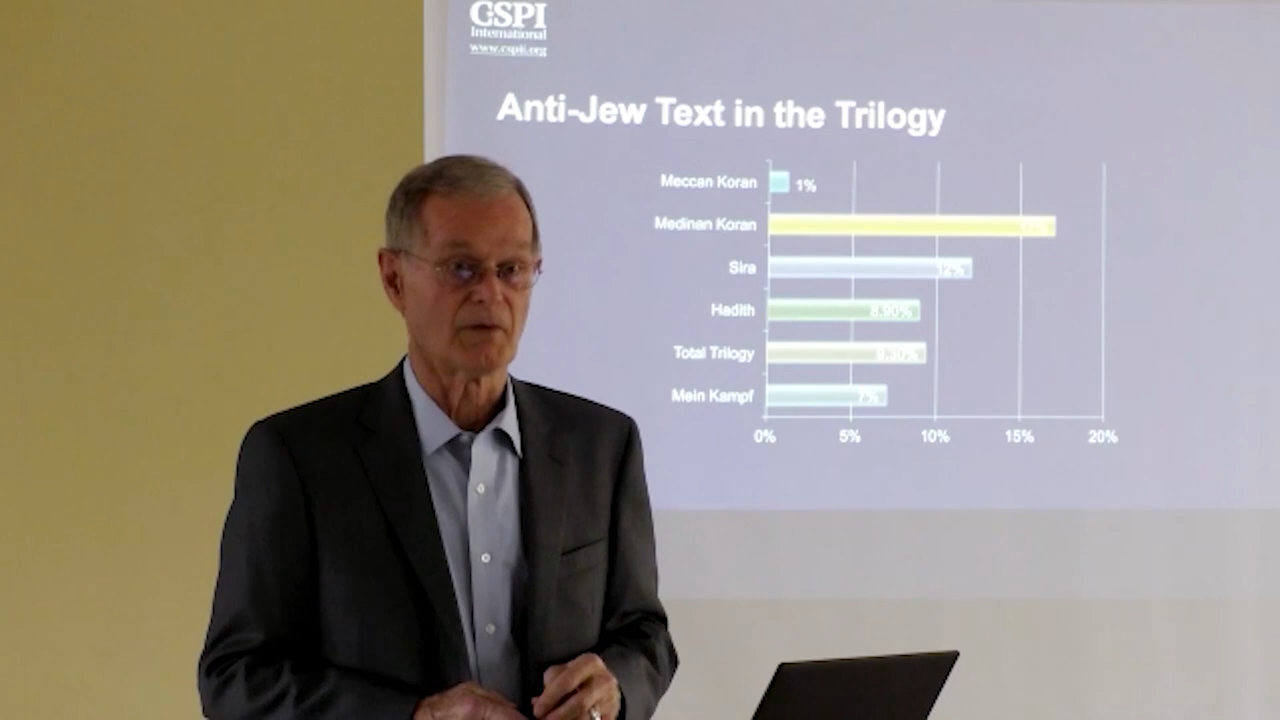 CSPI
International
www.cspii.org
Anti-Jew Text in the Trilogy
Meccan Koran 1%
Medinan Koran
Sira 12%
Hadith 8.90%
Total Trilogy 9.30%
Mein Kampf 7%
0% 5% 10% 15% 20%